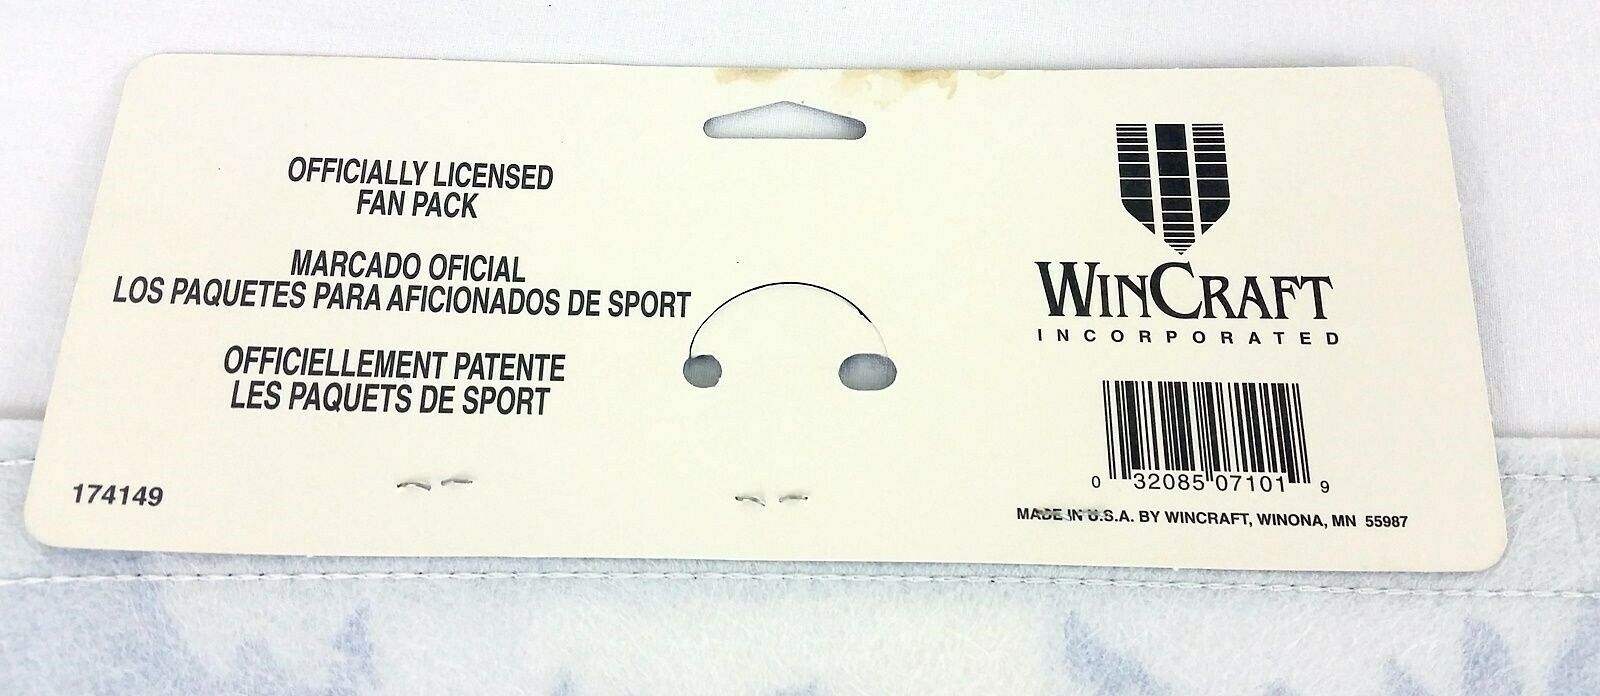 OFFICIALLY LICENSED
FAN PACK
MARCADO OFICIAL
LOS PAQUETES PARA AFICIONADOS DE SPORT
OFFICIELLEMENT PATENTE
LES PAQUETS DE SPORT
174149
WINCRAFT
INCORPORATED
0 32085 07101 9
MADE IN U.S.A. BY WINCRAFT, WINONA, MN 55987